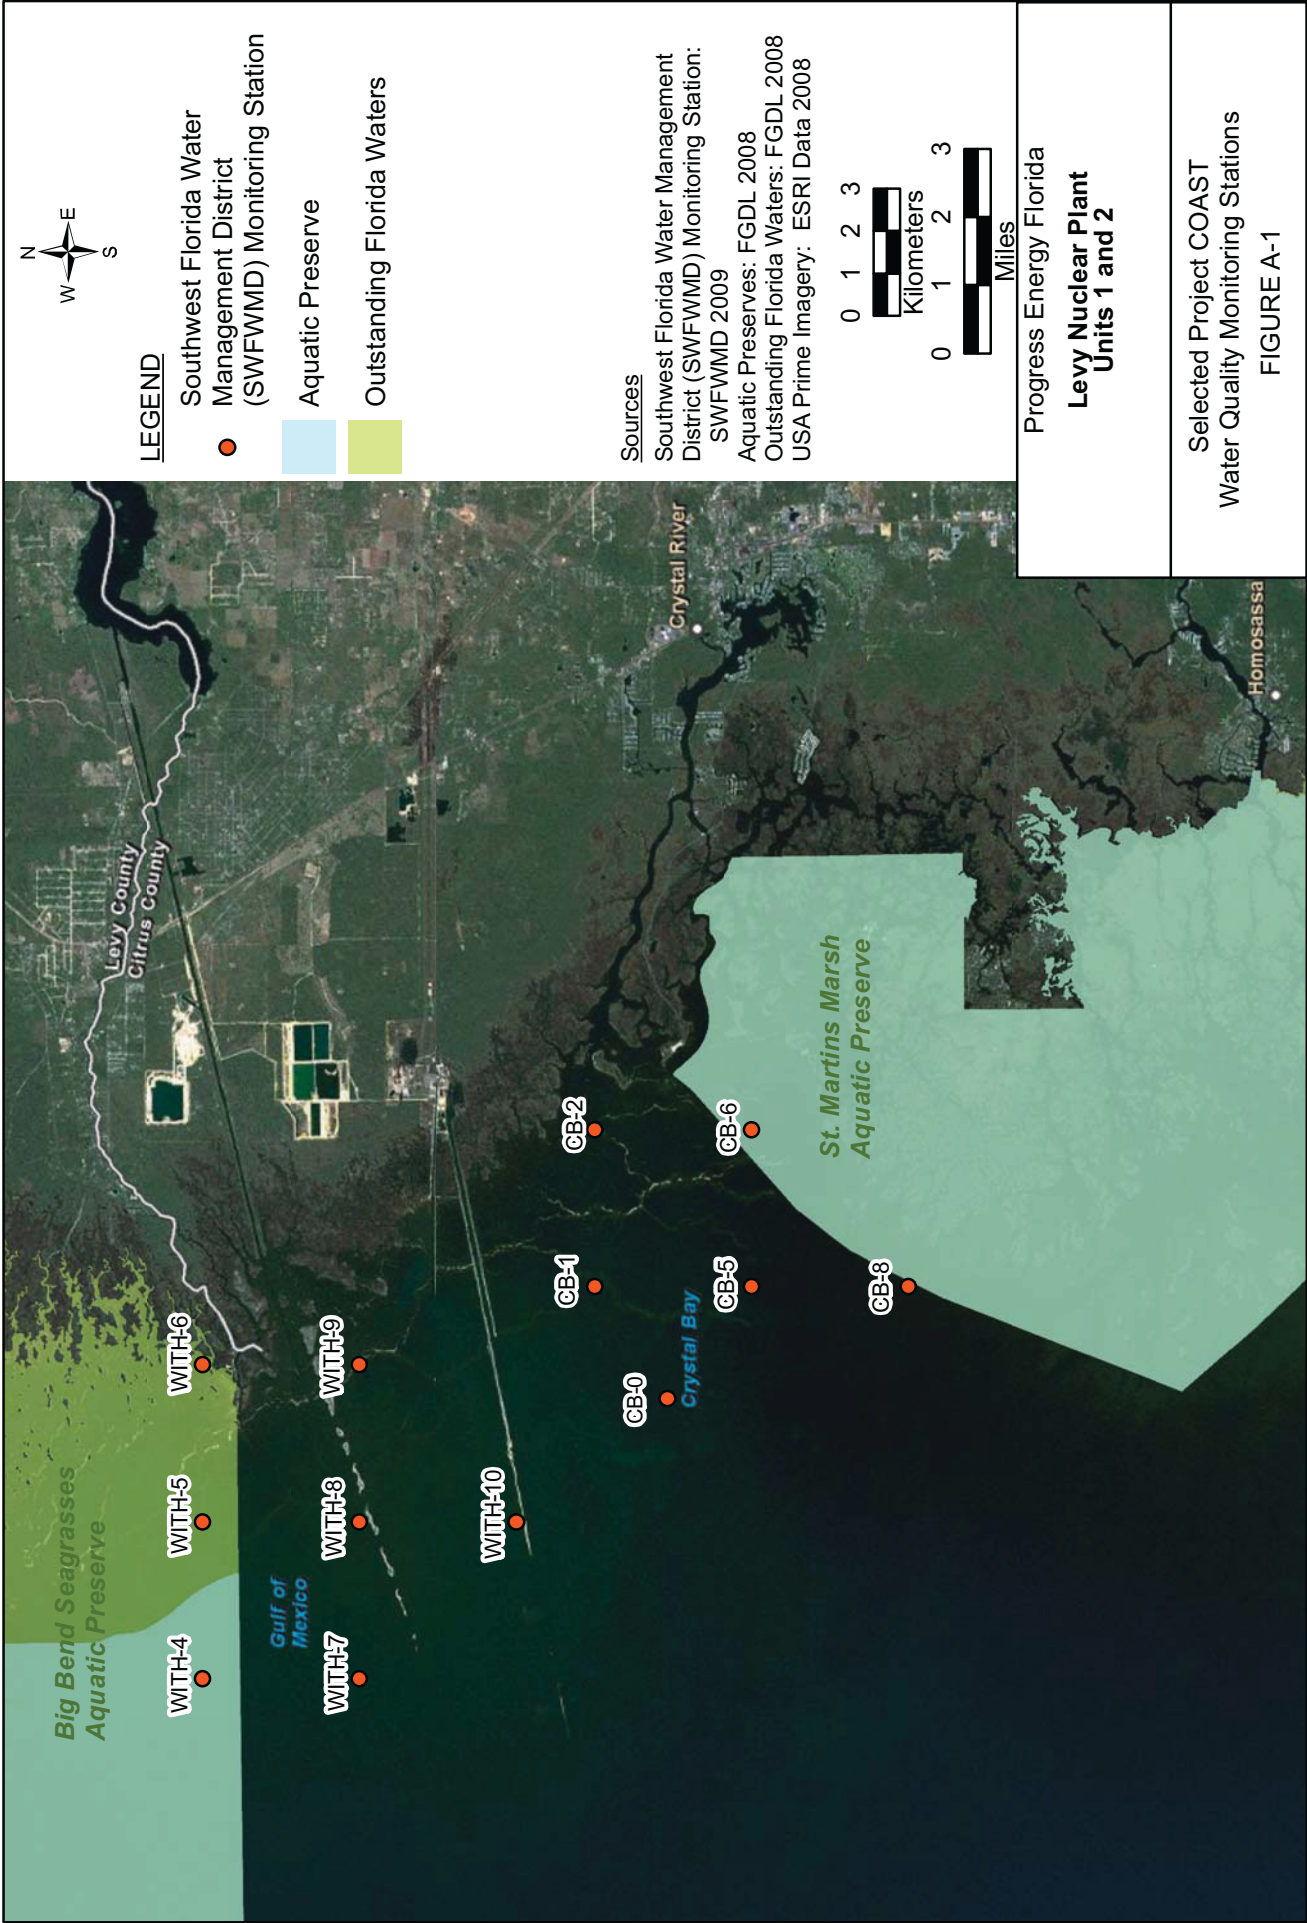 N
W
E
S
LEGEND
Southwest Florida Water
Management District
(SWFWMD) Monitoring Station
Aquatic Preserve
Outstanding Florida Waters
Sources
Southwest Florida Water Management
District (SWFWMD) Monitoring Station:
SWFWMD 2009
Aquatic Preserves: FGDL 2008
Outstanding Florida Waters: FGDL 2008
USA Prime Imagery: ESRI Data 2008
0 1 2 3
Kilometers
0 1 2 3
Miles
Progress Energy Florida
Levy Nuclear Plant
Units 1 and 2
Selected Project COAST
Water Quality Monitoring Stations
FIGURE A-1
Big Bend Seagrasses
Aquatic Preserve
WITH-4
WITH-5
WITH-6
Levy County
Citrus County
Gulf of
Mexico
WITH-7
WITH-8
WITH-9
WITH-10
CB-1
CB-2
CB-0
Crystal Bay
Crystal River
CB-5
CB-6
St. Martins Marsh
Aquatic Preserve
CB-8
Homosassa